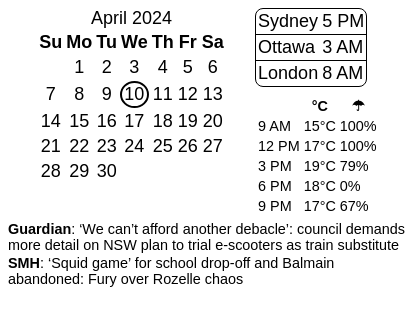 April 2024
Su Mo Tu We Th Fr Sa
1 2 3 4 5 6
7 8 9 10 11 12 13
14 15 16 17 18 19 20
21 22 23 24 25 26 27
28 29 30
Sydney 5 PM
Ottawa 3 AM
London 8 AM
°C ☂
9 AM 15°C 100%
12 PM 17°C 100%
3 PM 19°C 79%
6 PM 18°C 0%
9 PM 17°C 67%
Guardian: ‘We can’t afford another debacle’: council demands
more detail on NSW plan to trial e-scooters as train substitute
SMH: ‘Squid game’ for school drop-off and Balmain
abandoned: Fury over Rozelle chaos